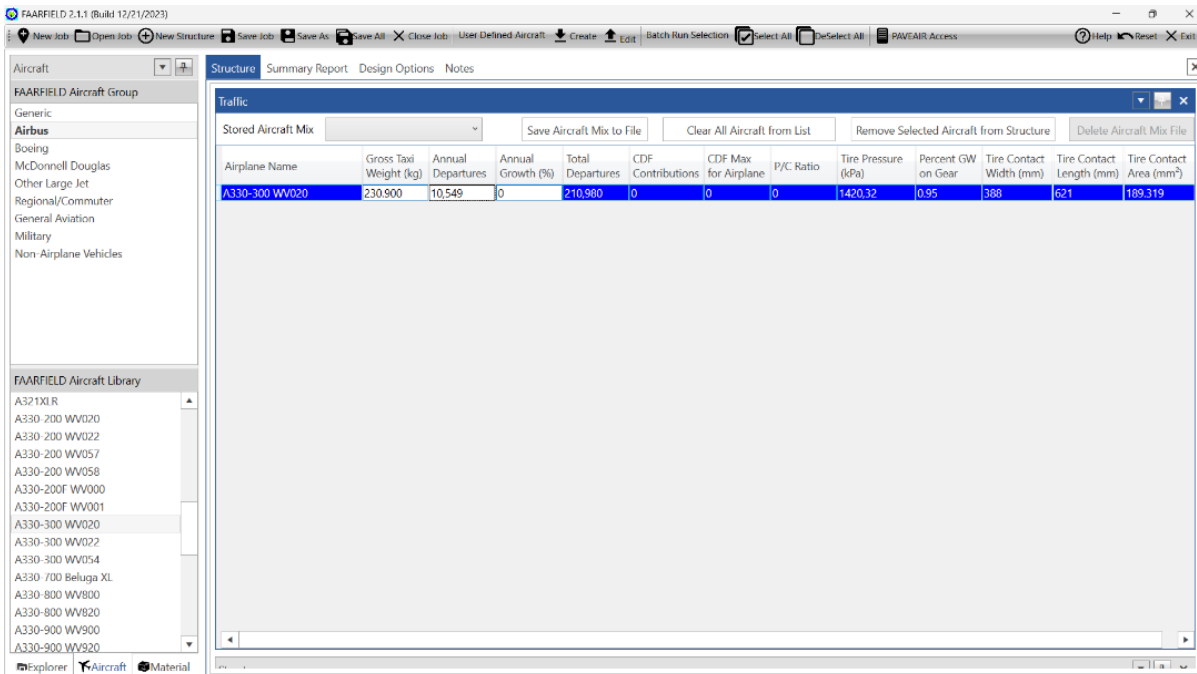 FAARFIELD 2.1.1 (Build 12/21/2023)
New Job Open Job New Structure Save Job Save As Save All Close Job User Defined Aircraft Create Edit Batch Run Selection Select All DeSelect All PAVEAIR Access Help Reset Exit
Aircraft
Structure Summary Report Design Options Notes
FAARFIELD Aircraft Group
Generic
Airbus
Boeing
McDonnell Douglas
Other Large Jet
Regional/Commuter
General Aviation
Military
Non-Airplane Vehicles
FAARFIELD Aircraft Library
A321XLR
A330-200 WV020
A330-200 WV022
A330-200 WV057
A330-200 WV058
A330-200F WV000
A330-200F WV001
A330-300 WV020
A330-300 WV022
A330-300 WV054
A330-700 Beluga XL
A330-800 WV800
A330-800 WV820
A330-900 WV900
A330-900 WV920
Explorer Aircraft Material
Traffic
Stored Aircraft Mix Save Aircraft Mix to File Clear All Aircraft from List Remove Selected Aircraft from Structure Delete Aircraft Mix File
Airplane Name Gross Taxi Weight (kg) Annual Departures Annual Growth (%) Total Departures CDF Contributions CDF Max for Airplane P/C Ratio Tire Pressure (kPa) Percent GW on Gear Tire Contact Width (mm) Tire Contact Length (mm) Tire Contact Area (mm²)
A330-300 WV020 230.900 10,549 0 210,980 0 0 0 1420,32 0.95 388 621 189.319